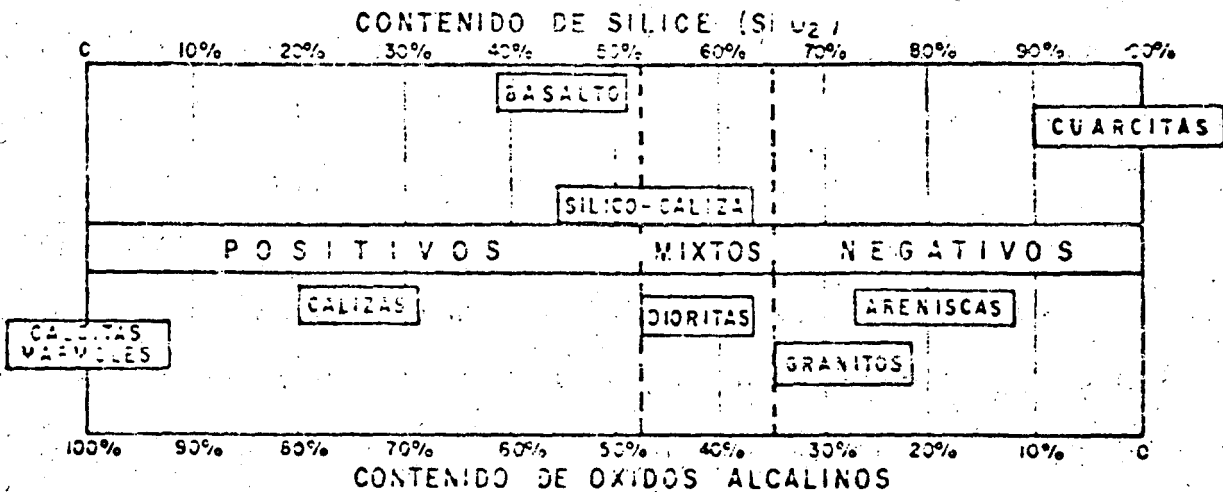 CONTENIDO DE SILICE (SiO2)
0 10% 20% 30% 40% 50% 60% 70% 80% 90% 100%
BASALTO
CUARCITAS
SILICO-CALIZA
POSITIVOS MIXTOS NEGATIVOS
CALIZAS
DIORITAS
ARENISCAS
CALCITAS
MARMOLES
GRANITOS
100% 90% 80% 70% 60% 50% 40% 30% 20% 10% 0
CONTENIDO DE OXIDOS ALCALINOS